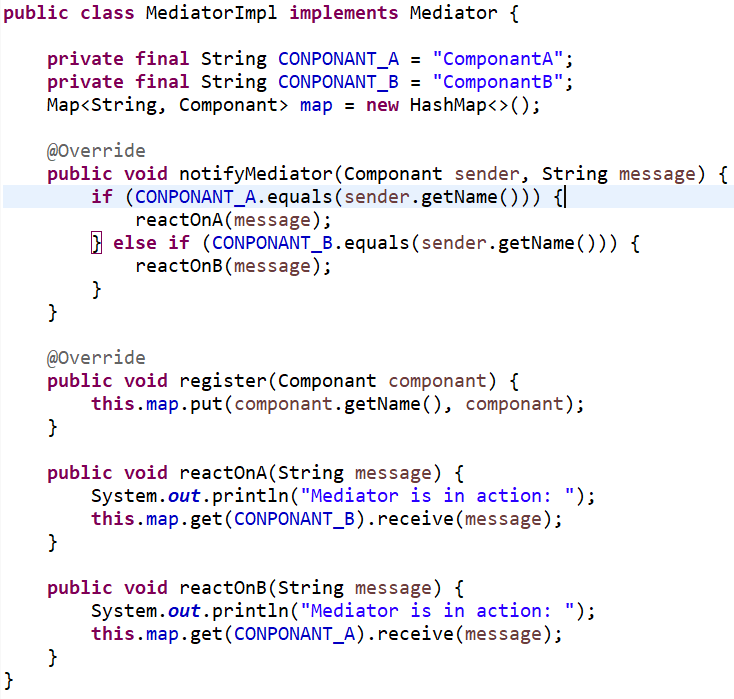 public class MediatorImpl implements Mediator {
private final String CONPONANT_A = "ComponantA";
private final String CONPONANT_B = "ComponantB";
Map<String, Componant> map = new HashMap<>();
@Override
public void notifyMediator(Componant sender, String message) {
if (CONPONANT_A.equals(sender.getName())) {
reactOnA(message);
} else if (CONPONANT_B.equals(sender.getName())) {
reactOnB(message);
}
}
@Override
public void register(Componant componant) {
this.map.put(componant.getName(), componant);
}
public void reactOnA(String message) {
System.out.println("Mediator is in action: ");
this.map.get(CONPONANT_B).receive(message);
}
public void reactOnB(String message) {
System.out.println("Mediator is in action: ");
this.map.get(CONPONANT_A).receive(message);
}
}